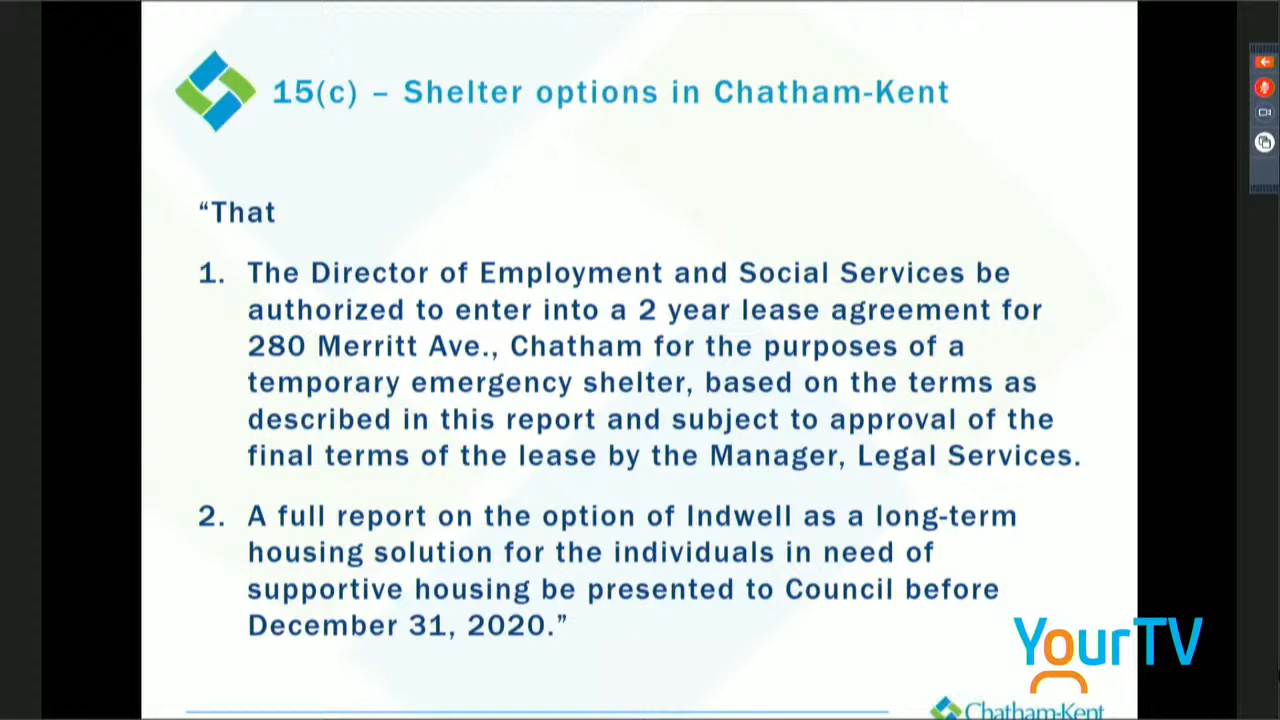 15(c) – Shelter options in Chatham-Kent
“That
1. The Director of Employment and Social Services be
authorized to enter into a 2 year lease agreement for
280 Merritt Ave., Chatham for the purposes of a
temporary emergency shelter, based on the terms as
described in this report and subject to approval of the
final terms of the lease by the Manager, Legal Services.
2. A full report on the option of Indwell as a long-term
housing solution for the individuals in need of
supportive housing be presented to Council before
December 31, 2020.”
YourTV
Chatham-Kent